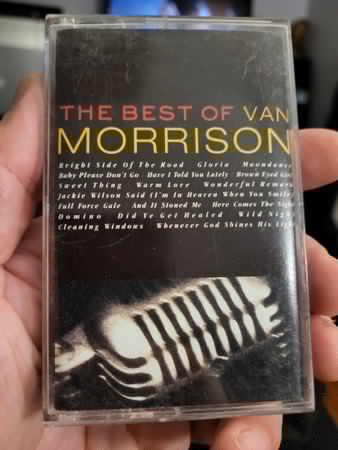 THE BEST OF VAN
MORRISON
Bright Side Of The Road Gloria Moondance
Baby Please Don't Go Have I Told You Lately Brown Eyed Girl
Sweet Thing Warm Love Wonderful Remark
Jackie Wilson Said (I'm In Heaven When You Smile)
Full Force Gale And It Stoned Me Here Comes The Night
Domino Did Ye Get Healed Wild Night
Cleaning Windows Whenever God Shines His Light